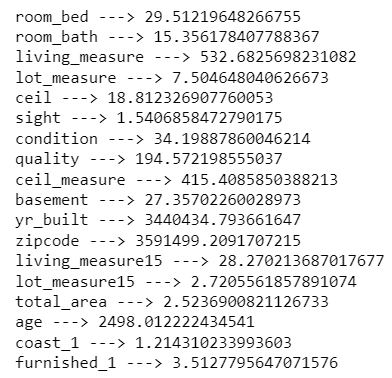 room_bed ---> 29.51219648266755
room_bath ---> 15.356178407788367
living_measure ---> 532.6825698231082
lot_measure ---> 7.504648040626673
ceil ---> 18.812326907760053
sight ---> 1.5406858472790175
condition ---> 34.19887860046214
quality ---> 194.572198555037
ceil_measure ---> 415.4085850388213
basement ---> 27.35702260028973
yr_built ---> 3440434.793661647
zipcode ---> 3591499.2091707215
living_measure15 ---> 28.270213687017677
lot_measure15 ---> 2.7205561857891074
total_area ---> 2.5236900821126733
age ---> 2498.012222434541
coast_1 ---> 1.214310233993603
furnished_1 ---> 3.5127795647071576